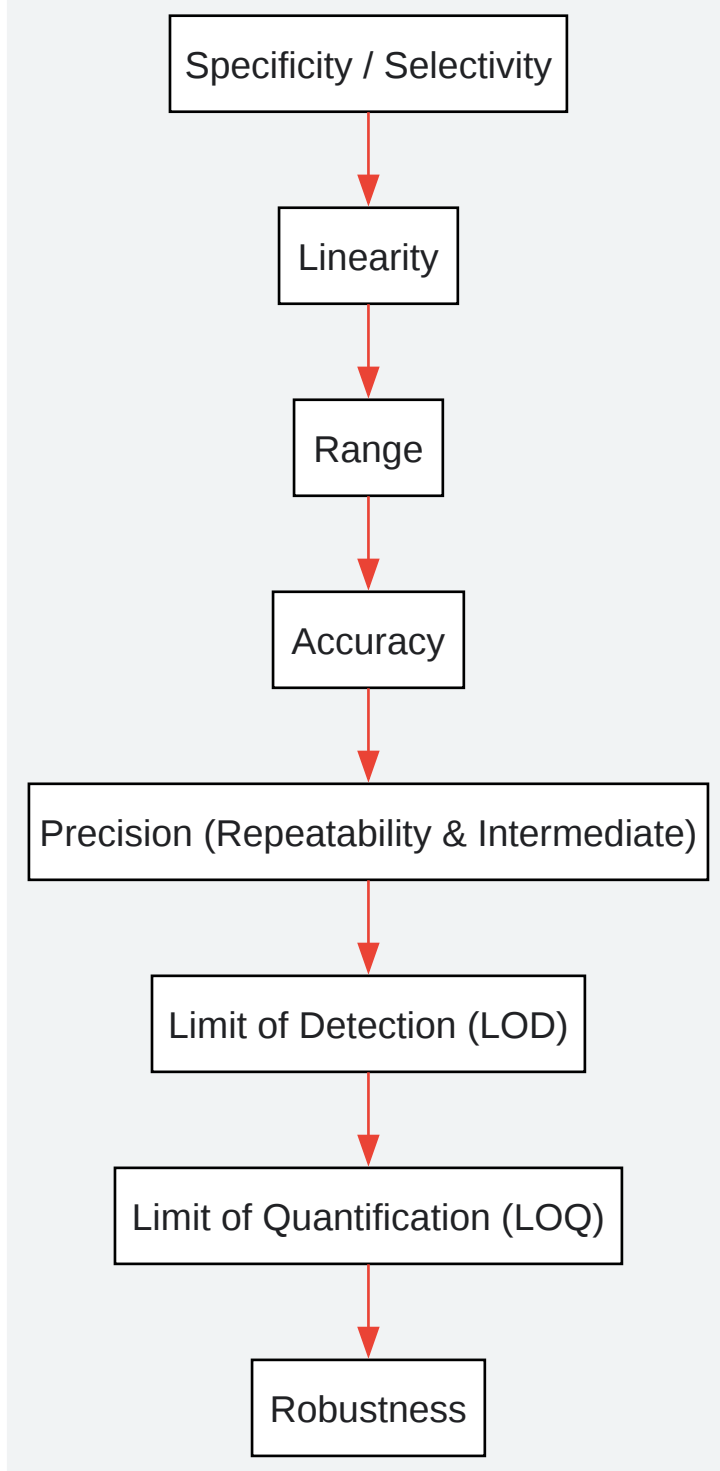 Specificity / Selectivity
Linearity
Range
Accuracy
Precision (Repeatability & Intermediate)
Limit of Detection (LOD)
Limit of Quantification (LOQ)
Robustness